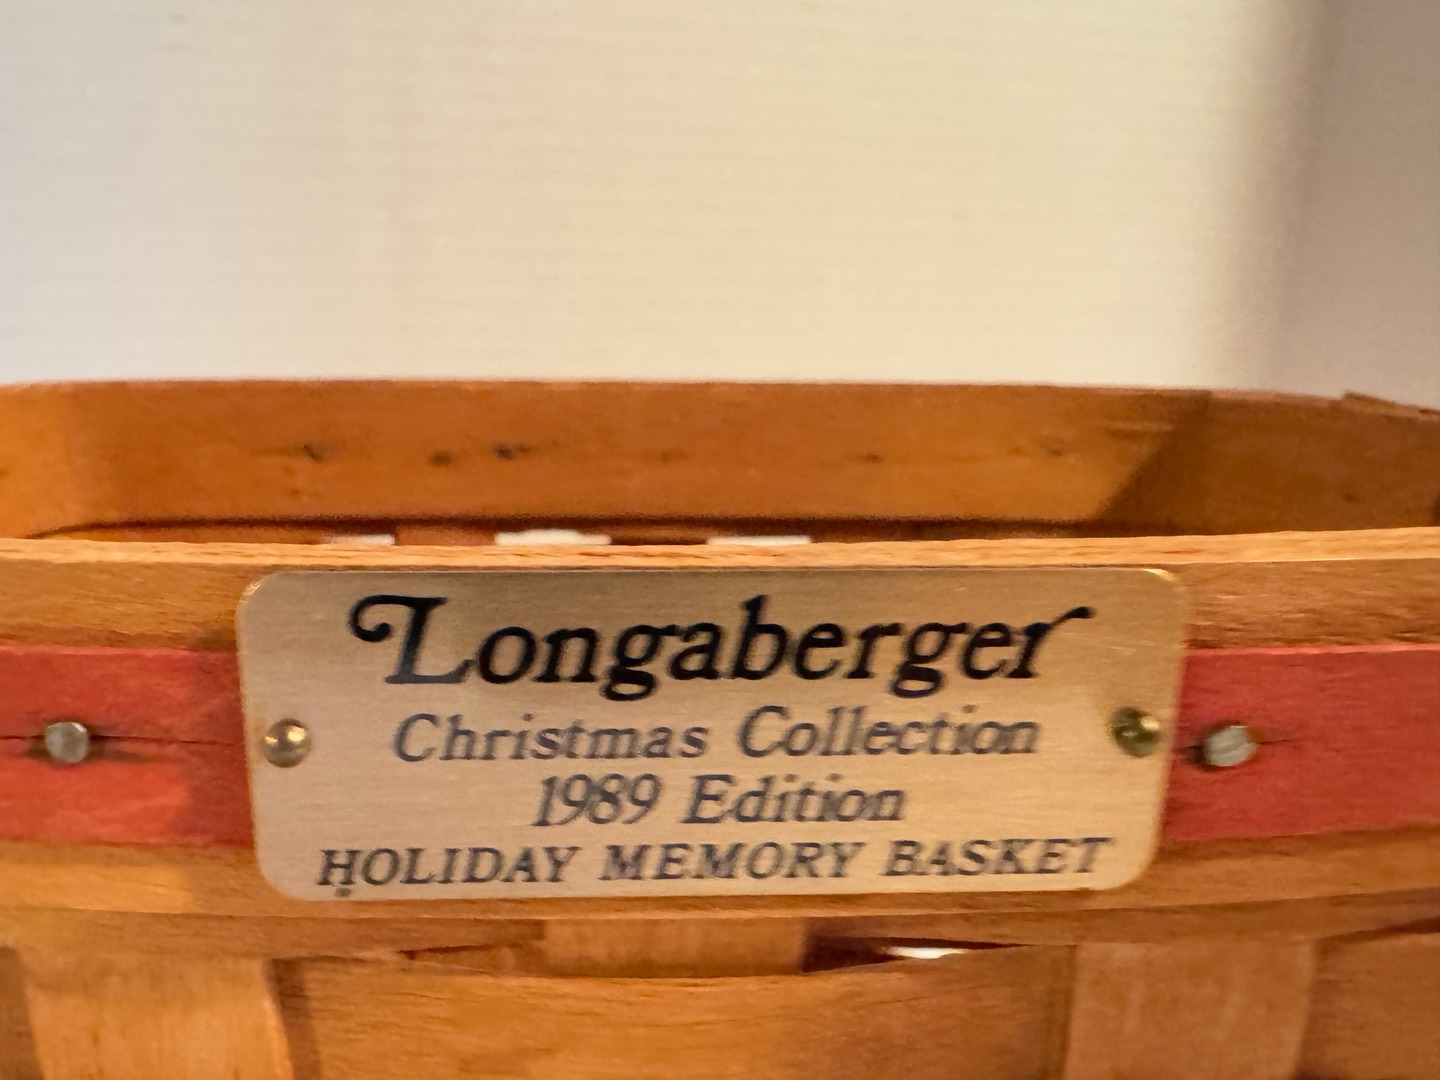 Longaberger
Christmas Collection
1989 Edition
HOLIDAY MEMORY BASKET